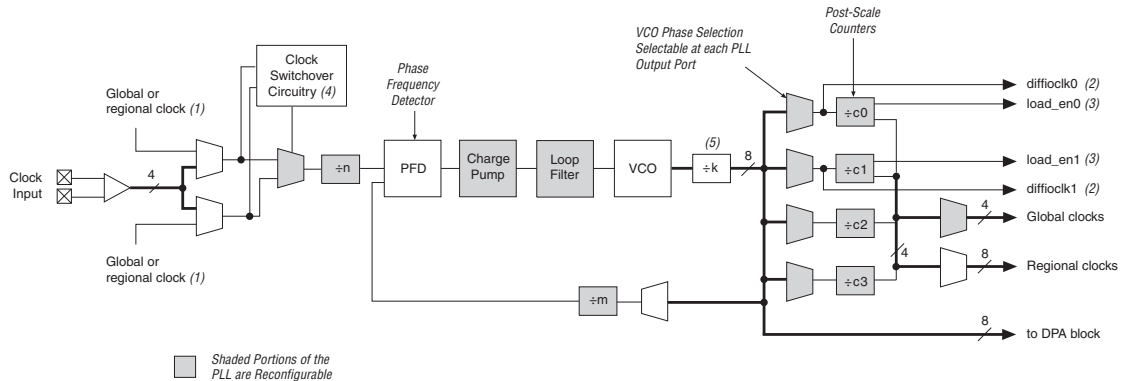 Post-Scale
Counters
VCO Phase Selection
Selectable at each PLL
Output Port
Clock
Switchover
Circuitry (4)
Phase
Frequency
Detector
Global or
regional clock (1)
diffioclk0 (2)
load_en0 (3)
÷c0
Clock
Input
4
÷n
PFD
Charge
Pump
Loop
Filter
VCO
(5)
÷k
8
÷c1
load_en1 (3)
diffioclk1 (2)
÷c2
4
Global clocks
Global or
regional clock (1)
4
8
Regional clocks
÷c3
÷m
8
to DPA block
Shaded Portions of the
PLL are Reconfigurable